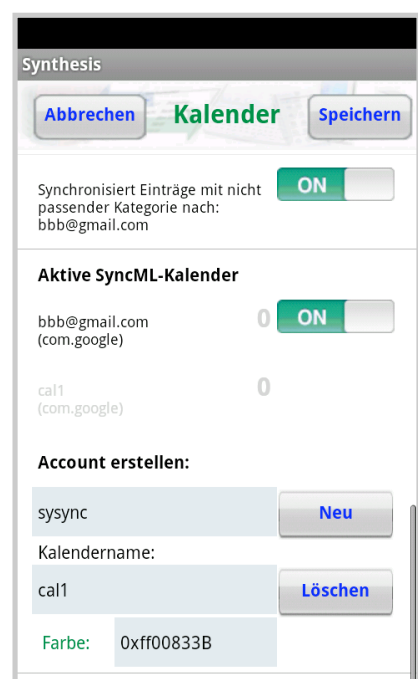 Synthesis
Abbrechen Kalender Speichern
Synchronisiert Einträge mit nicht ON
passender Kategorie nach:
bbb@gmail.com
Aktive SyncML-Kalender
bbb@gmail.com 0 ON
(com.google)
cal1 0
(com.google)
Account erstellen:
sysync Neu
Kalendername:
cal1 Löschen
Farbe: 0xff00833B